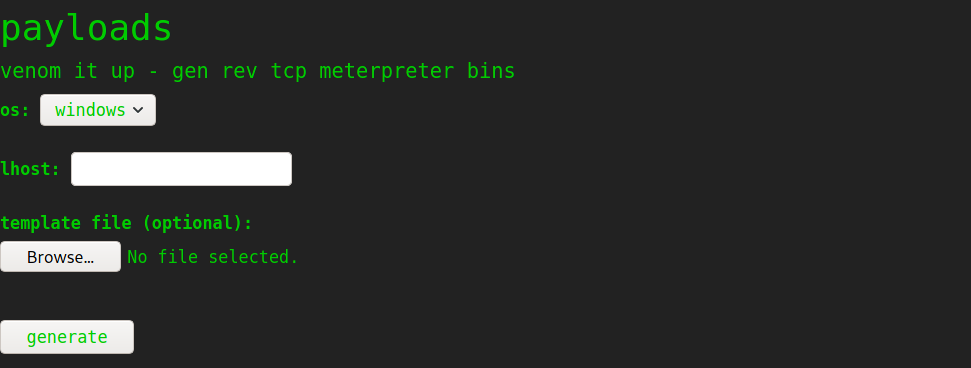 payloads
venom it up - gen rev tcp meterpreter bins
os: windows
lhost:
template file (optional):
Browse... No file selected.
generate